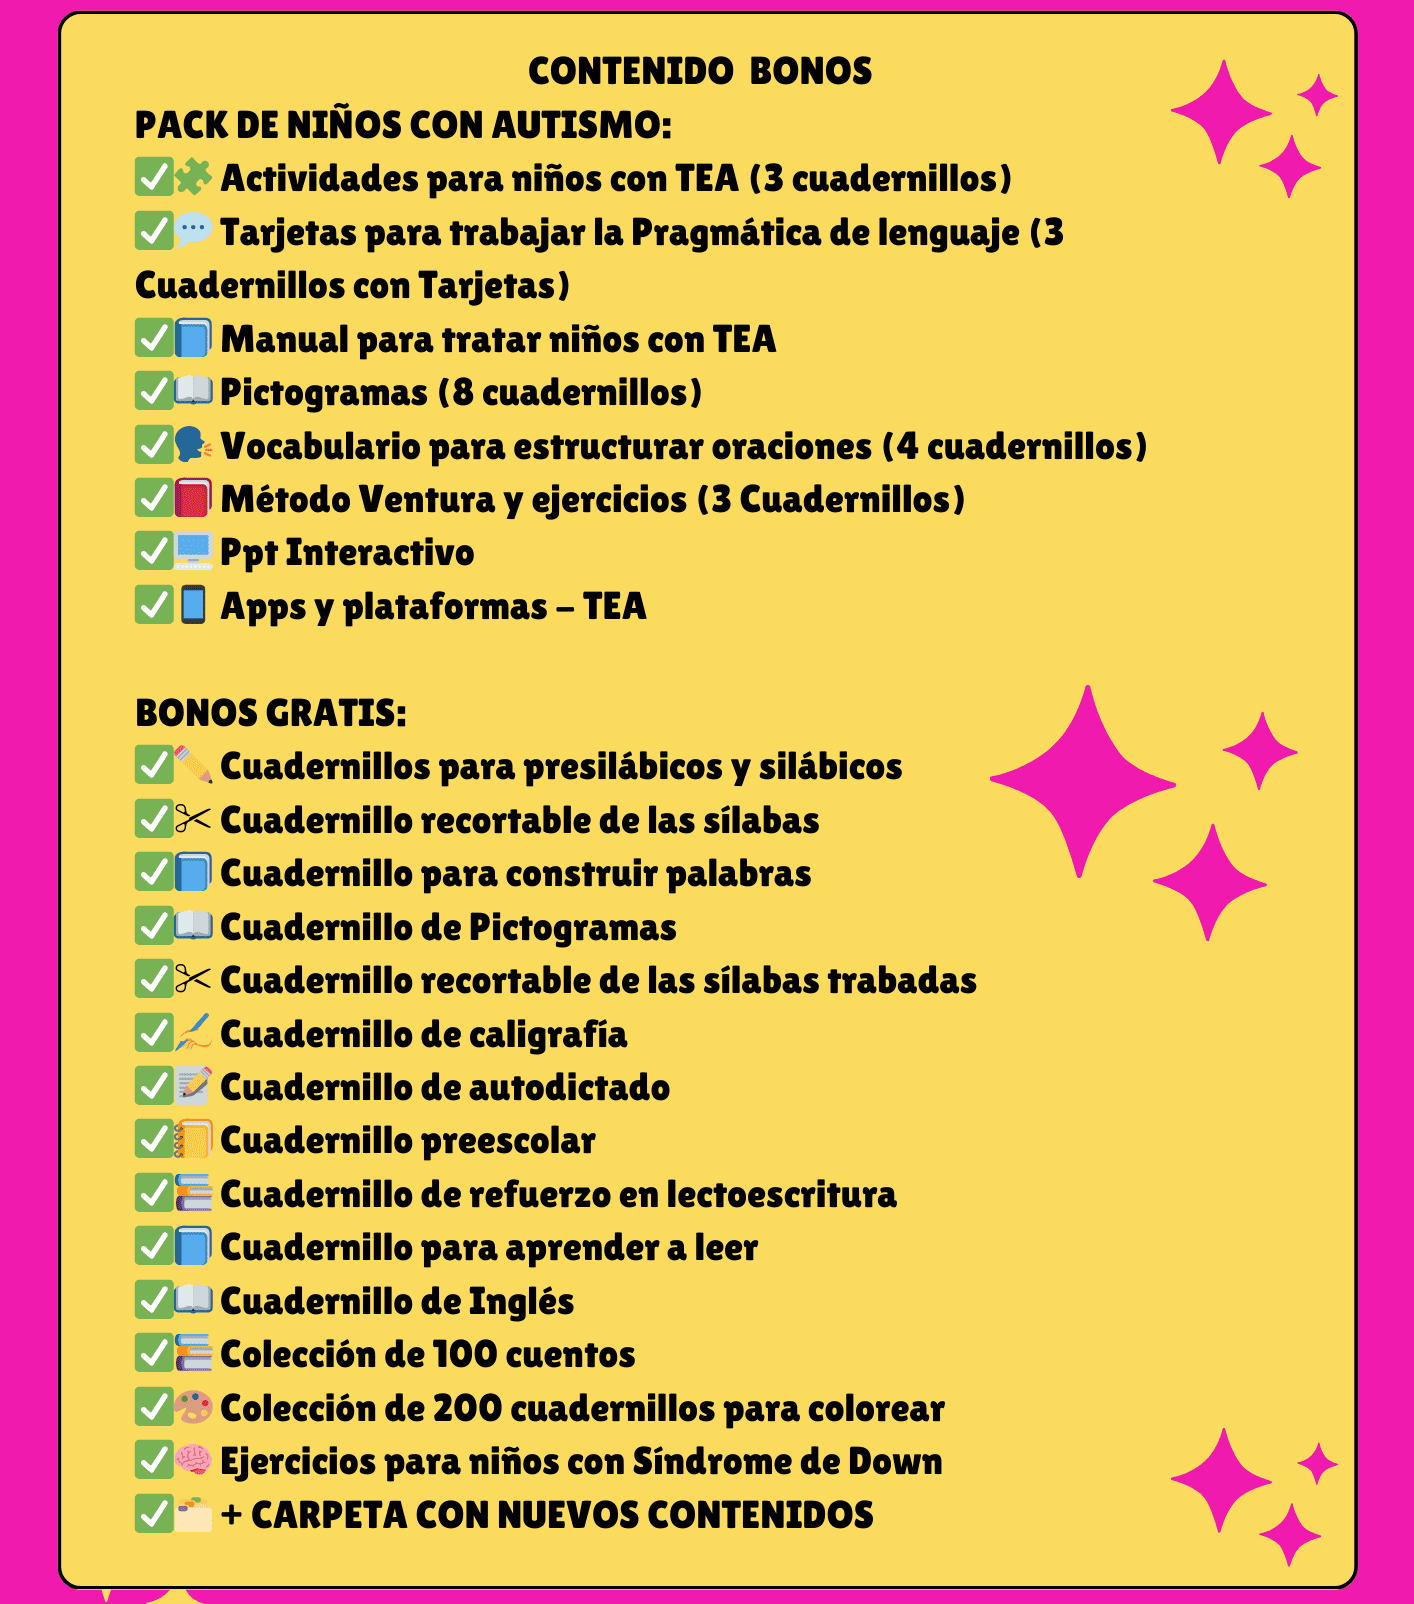 CONTENIDO BONOS
PACK DE NIÑOS CON AUTISMO:
✅🧩 Actividades para niños con TEA (3 cuadernillos)
✅💬 Tarjetas para trabajar la Pragmática de lenguaje (3
Cuadernillos con Tarjetas)
✅📘 Manual para tratar niños con TEA
✅📖 Pictogramas (8 cuadernillos)
✅🗣 Vocabulario para estructurar oraciones (4 cuadernillos)
✅📕 Método Ventura y ejercicios (3 Cuadernillos)
✅🖥 Ppt Interactivo
✅📱 Apps y plataformas – TEA
BONOS GRATIS:
✅✏️ Cuadernillos para presilábicos y silábicos
✅✂ Cuadernillo recortable de las sílabas
✅📘 Cuadernillo para construir palabras
✅📖 Cuadernillo de Pictogramas
✅✂ Cuadernillo recortable de las sílabas trabadas
✅✍ Cuadernillo de caligrafía
✅📝 Cuadernillo de autodictado
✅📒 Cuadernillo preescolar
✅📚 Cuadernillo de refuerzo en lectoescritura
✅📘 Cuadernillo para aprender a leer
✅📖 Cuadernillo de Inglés
✅📚 Colección de 100 cuentos
✅🎨 Colección de 200 cuadernillos para colorear
✅🧠 Ejercicios para niños con Síndrome de Down
✅🗂 + CARPETA CON NUEVOS CONTENIDOS